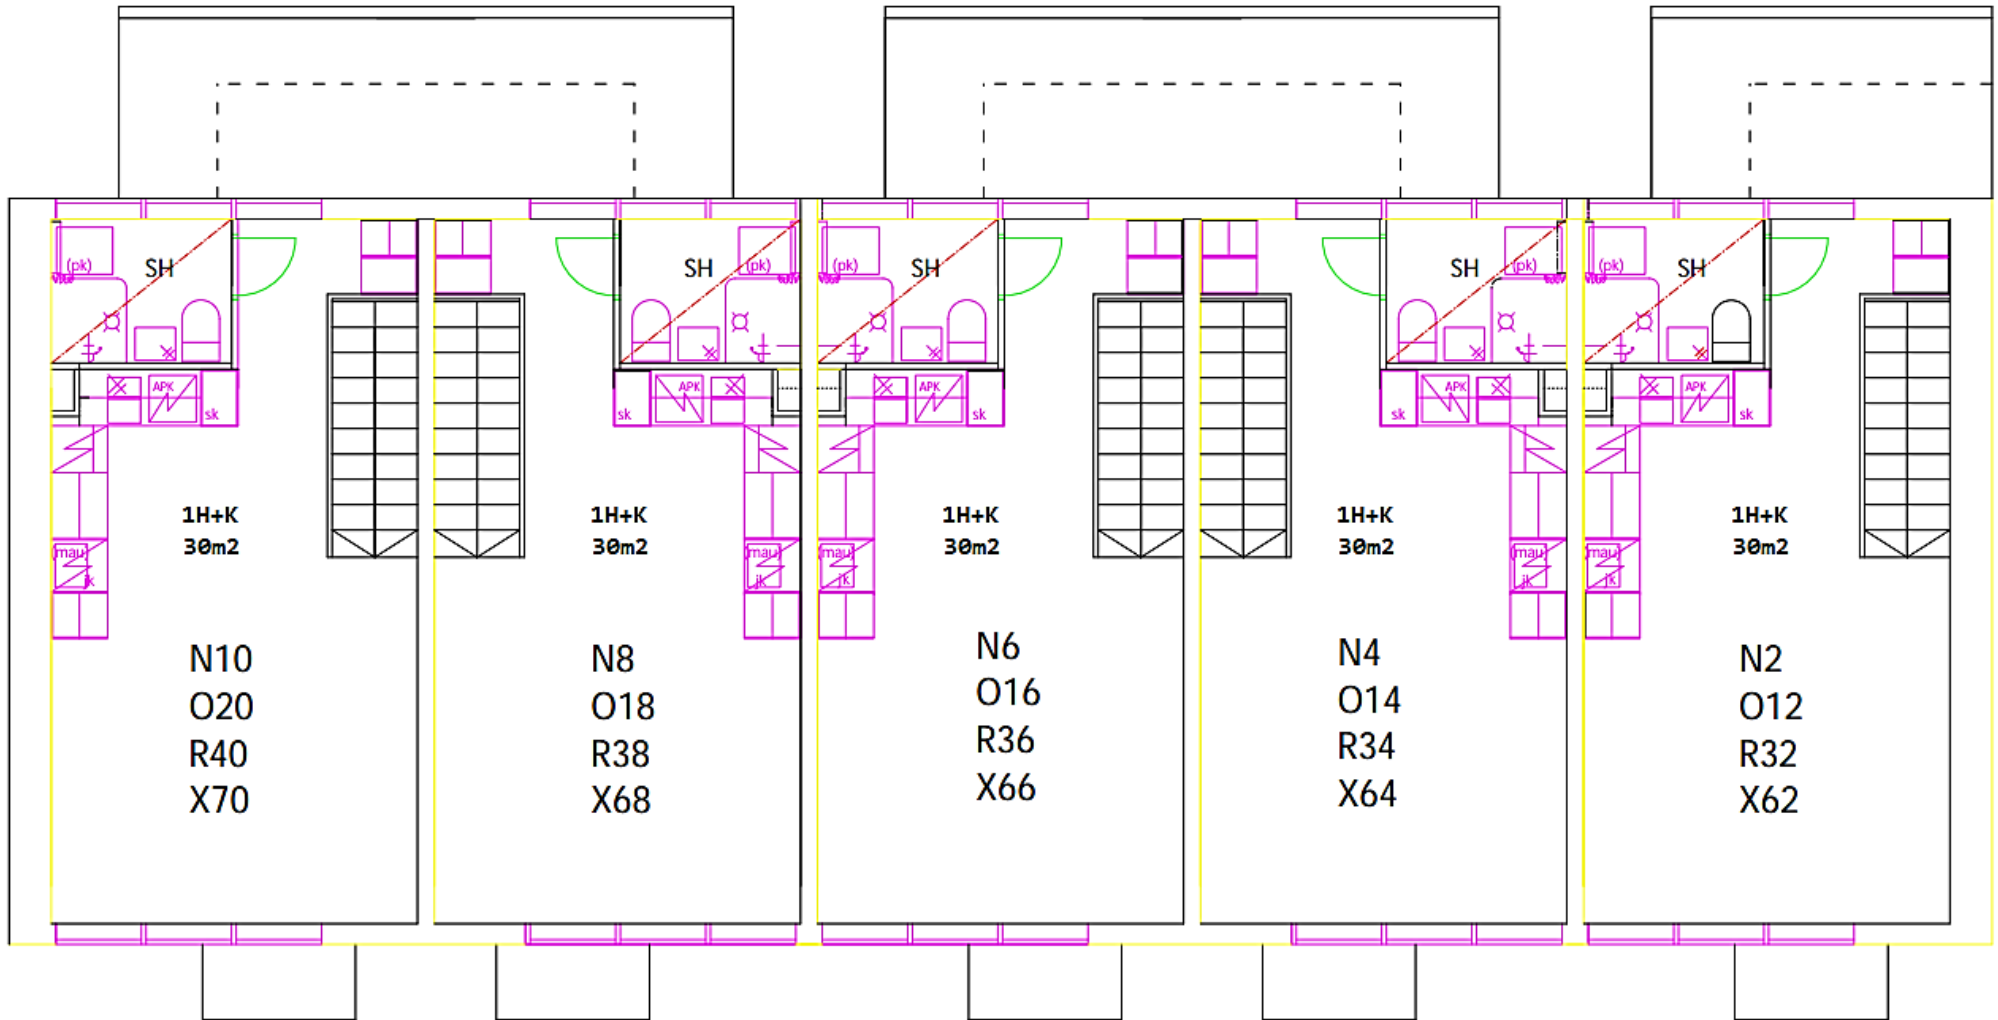 (pk) SH
SH (pk)
(pk) SH
SH (pk)
(pk) SH
APK
sk
APK
sk
APK
sk
APK
sk
APK
sk
1H+K
30m2
1H+K
30m2
1H+K
30m2
1H+K
30m2
1H+K
30m2
(mau)
jk
(mau)
jk
(mau)
jk
(mau)
jk
(mau)
jk
N10
O20
R40
X70
N8
O18
R38
X68
N6
O16
R36
X66
N4
O14
R34
X64
N2
O12
R32
X62